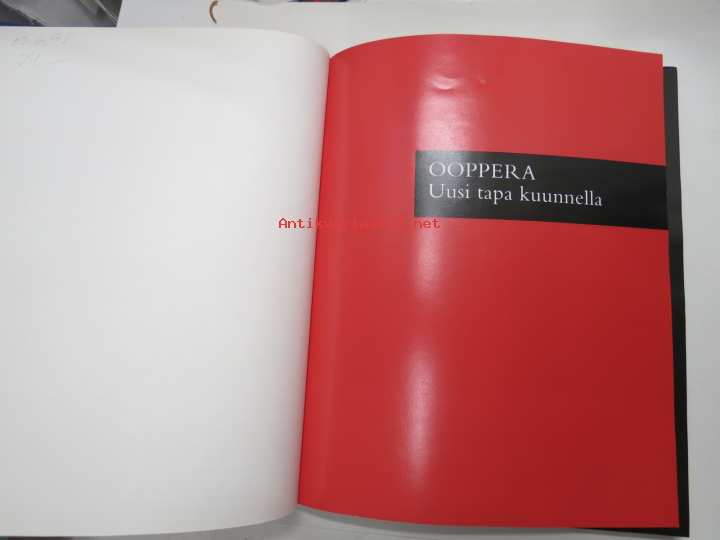 OOPPERA
Uusi tapa kuunnella